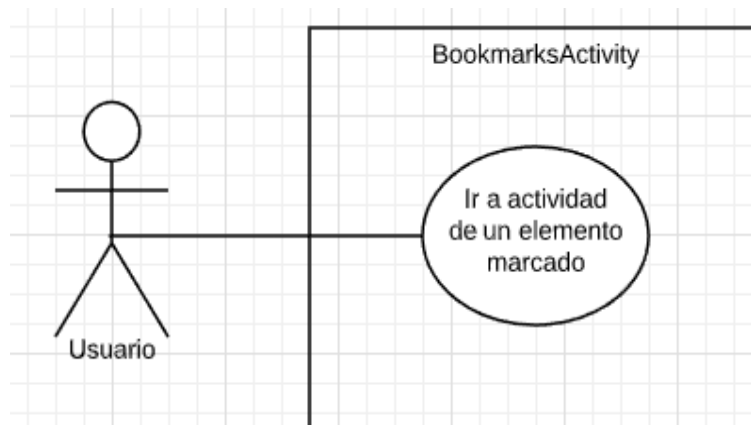 BookmarksActivity
Ir a actividad
de un elemento
marcado
Usuario